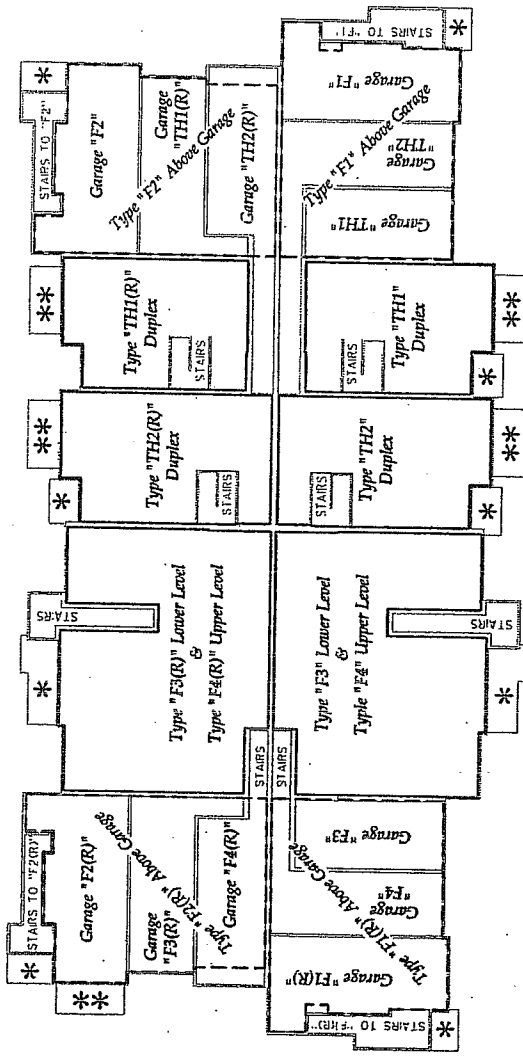 *
STAIRS TO "F2"
Garage "F2"
Garage
"TH1(R)"
Type "F2" Above Garage
Garage "TH2(R)"
STAIRS TO "F1"
*
Garage "F1"
Type "F1" Above Garage
Garage
"TH2"
Garage "TH1"
**
Type "TH1(R)"
Duplex
STAIRS
Type "TH1"
Duplex
STAIRS
**
*
**
*
Type "TH2(R)"
Duplex
STAIRS
Type "TH2"
Duplex
STAIRS
**
*
STAIRS
*
Type "F3(R)" Lower Level
&
Type "F4(R)" Upper Level
Type "F3" Lower Level
&
Typle "F4" Upper Level
STAIRS
*
STAIRS
STAIRS
STAIRS TO "F2(R)"
*
**
Garage "F2(R)"
Garage
"F3(R)"
Type "F2(R)" Above Garage
Garage "F4(R)"
Garage "F3"
Garage
"F4"
Type "F1(R)" Above Garage
Garage "F1(R)"
STAIRS TO "F1(R)"
*